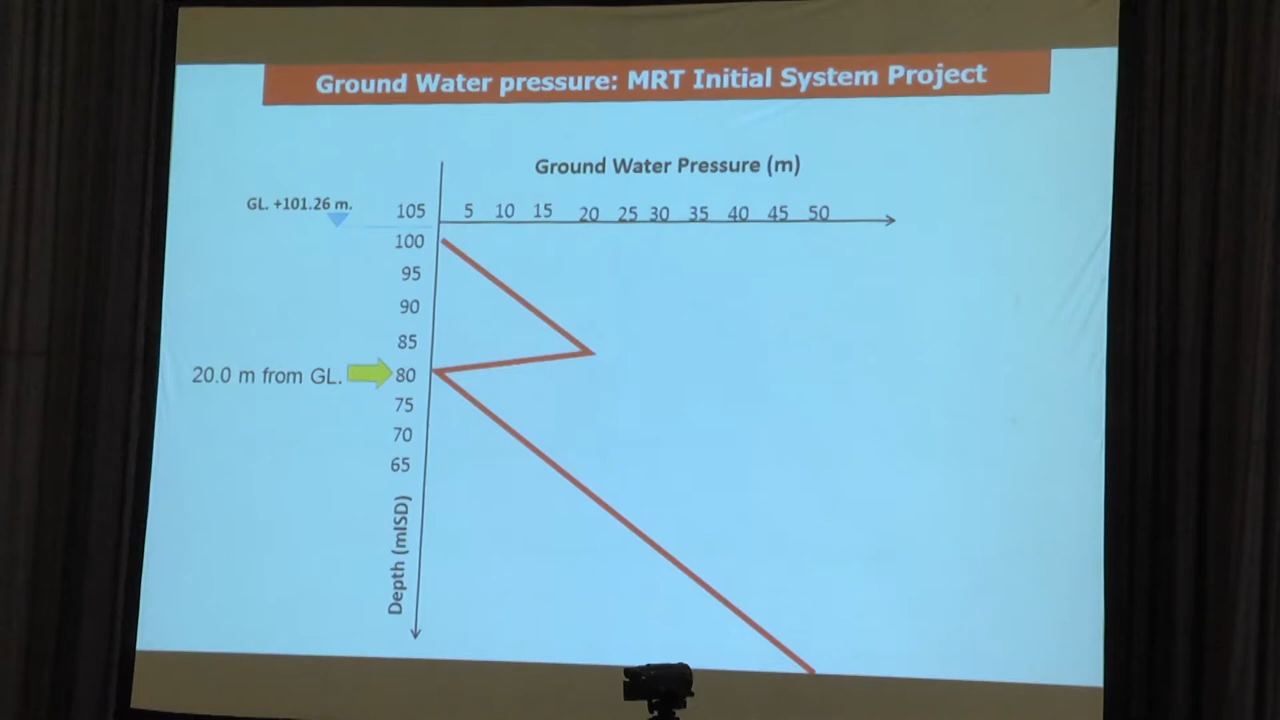 Ground Water pressure: MRT Initial System Project
Ground Water Pressure (m)
GL. +101.26 m.
105 5 10 15 20 25 30 35 40 45 50
100
95
90
85
20.0 m from GL. 80
75
70
65
Depth (mISD)